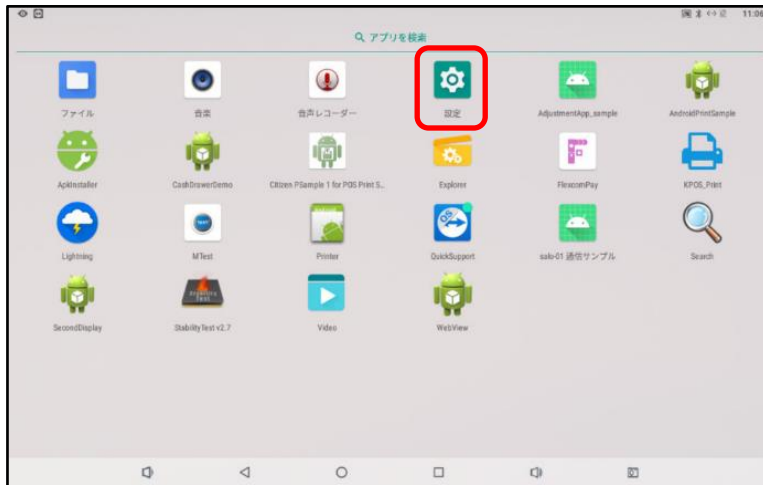 11:06
アプリを検索
ファイル
音楽
音声レコーダー
設定
AdjustmentApp_sample
AndroidPrintSample
ApkInstaller
CashDrawerDemo
Citizen PSample 1 for POS Print S...
Explorer
FlexcomPay
KPOS_Print
Lightning
MTest
Printer
QuickSupport
salo-01 通信サンプル
Search
SecondDisplay
StabilityTest v2.7
Video
WebView